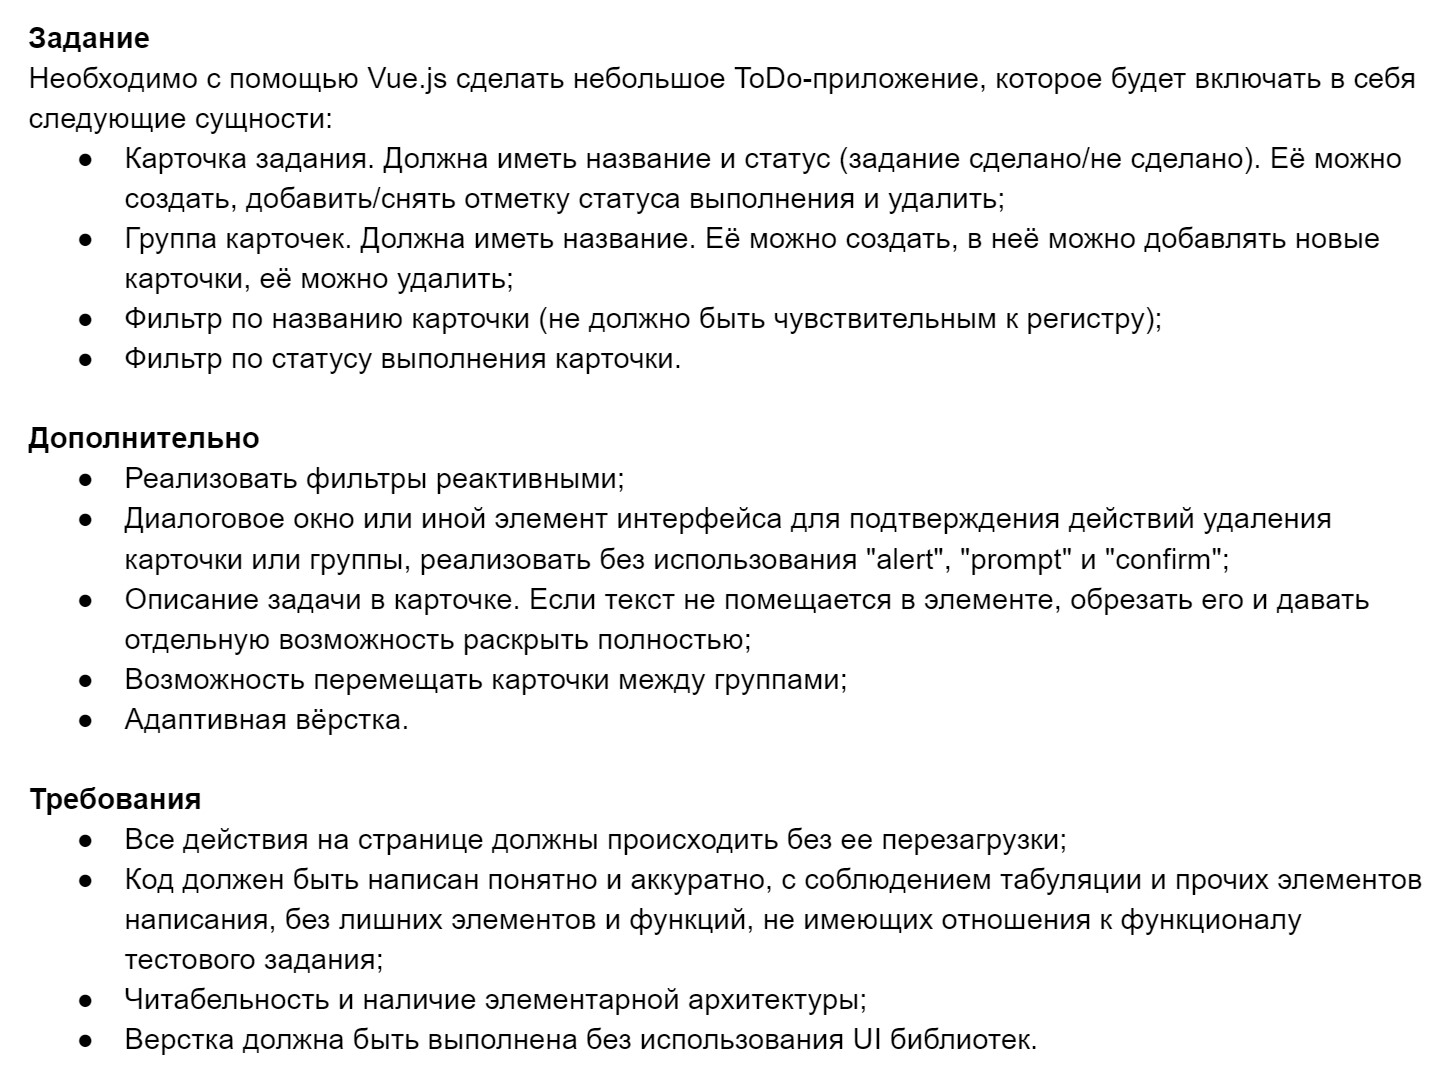 Задание
Необходимо с помощью Vue.js сделать небольшое ToDo-приложение, которое будет включать в себя
следующие сущности:
● Карточка задания. Должна иметь название и статус (задание сделано/не сделано). Её можно
создать, добавить/снять отметку статуса выполнения и удалить;
● Группа карточек. Должна иметь название. Её можно создать, в неё можно добавлять новые
карточки, её можно удалить;
● Фильтр по названию карточки (не должно быть чувствительным к регистру);
● Фильтр по статусу выполнения карточки.
Дополнительно
● Реализовать фильтры реактивными;
● Диалоговое окно или иной элемент интерфейса для подтверждения действий удаления
карточки или группы, реализовать без использования "alert", "prompt" и "confirm";
● Описание задачи в карточке. Если текст не помещается в элементе, обрезать его и давать
отдельную возможность раскрыть полностью;
● Возможность перемещать карточки между группами;
● Адаптивная вёрстка.
Требования
● Все действия на странице должны происходить без ее перезагрузки;
● Код должен быть написан понятно и аккуратно, с соблюдением табуляции и прочих элементов
написания, без лишних элементов и функций, не имеющих отношения к функционалу
тестового задания;
● Читабельность и наличие элементарной архитектуры;
● Верстка должна быть выполнена без использования UI библиотек.